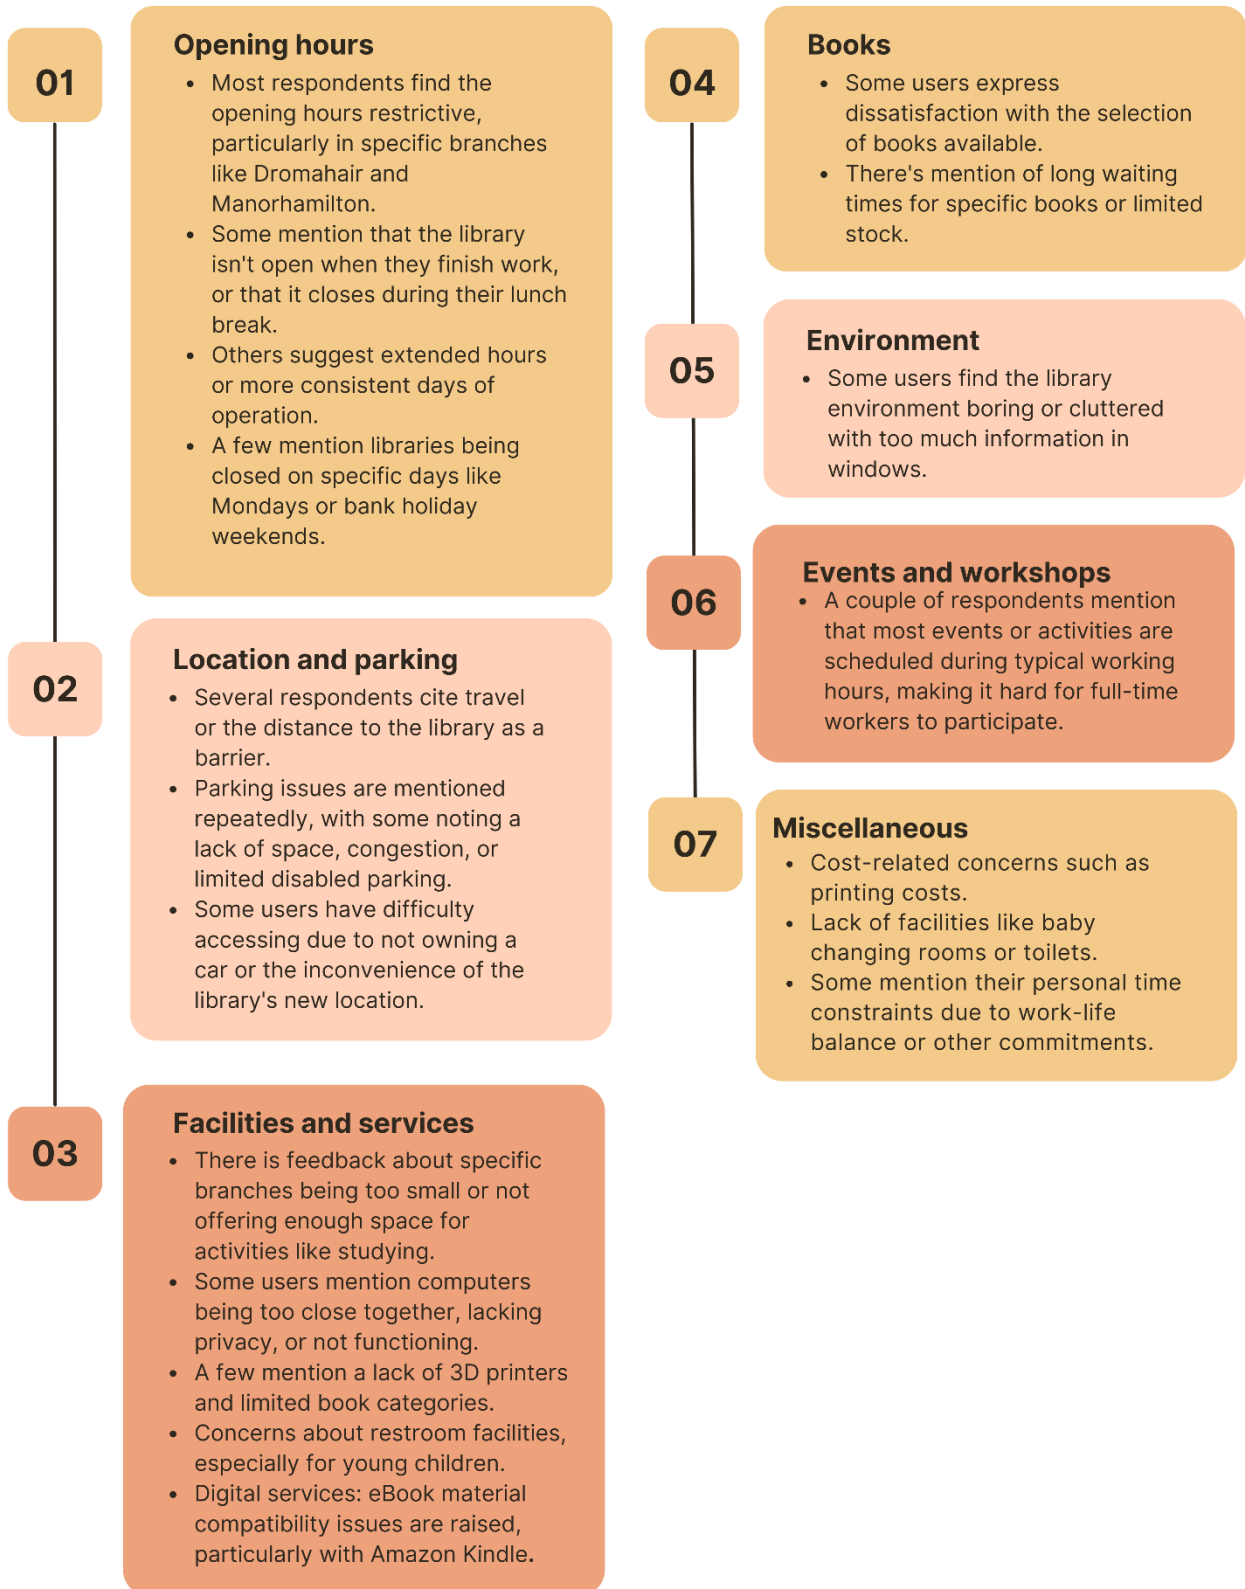 01
Opening hours
• Most respondents find the
opening hours restrictive,
particularly in specific branches
like Dromahair and
Manorhamilton.
• Some mention that the library
isn't open when they finish work,
or that it closes during their lunch
break.
• Others suggest extended hours
or more consistent days of
operation.
• A few mention libraries being
closed on specific days like
Mondays or bank holiday
weekends.
02
Location and parking
• Several respondents cite travel
or the distance to the library as a
barrier.
• Parking issues are mentioned
repeatedly, with some noting a
lack of space, congestion, or
limited disabled parking.
• Some users have difficulty
accessing due to not owning a
car or the inconvenience of the
library's new location.
03
Facilities and services
• There is feedback about specific
branches being too small or not
offering enough space for
activities like studying.
• Some users mention computers
being too close together, lacking
privacy, or not functioning.
• A few mention a lack of 3D printers
and limited book categories.
• Concerns about restroom facilities,
especially for young children.
• Digital services: eBook material
compatibility issues are raised,
particularly with Amazon Kindle.
04
Books
• Some users express
dissatisfaction with the selection
of books available.
• There's mention of long waiting
times for specific books or limited
stock.
05
Environment
• Some users find the library
environment boring or cluttered
with too much information in
windows.
06
Events and workshops
• A couple of respondents mention
that most events or activities are
scheduled during typical working
hours, making it hard for full-time
workers to participate.
07
Miscellaneous
• Cost-related concerns such as
printing costs.
• Lack of facilities like baby
changing rooms or toilets.
• Some mention their personal time
constraints due to work-life
balance or other commitments.